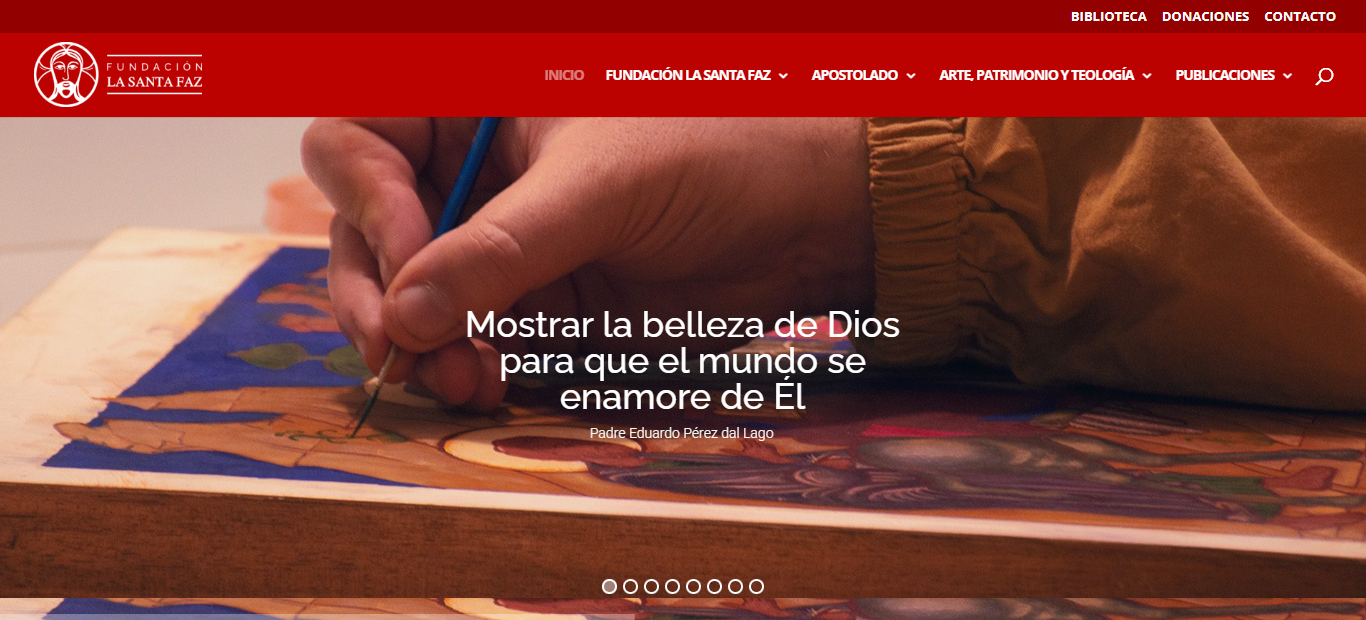 BIBLIOTECA DONACIONES CONTACTO
FUNDACIÓN
LA SANTA FAZ
INICIO FUNDACIÓN LA SANTA FAZ APOSTOLADO ARTE, PATRIMONIO Y TEOLOGÍA PUBLICACIONES
Mostrar la belleza de Dios
para que el mundo se
enamore de Él
Padre Eduardo Pérez dal Lago